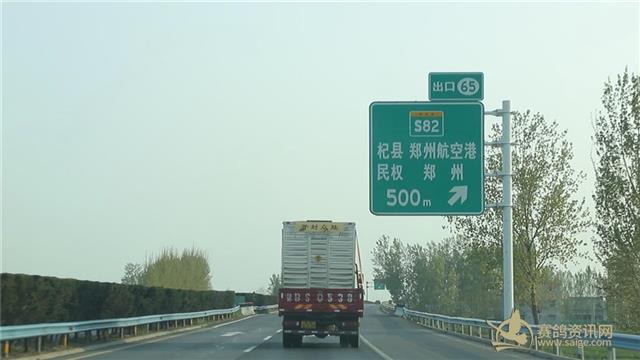 出口 65
S82
杞县 郑州航空港
民权 郑州
500m
赛鸽资讯网
www.saige.com